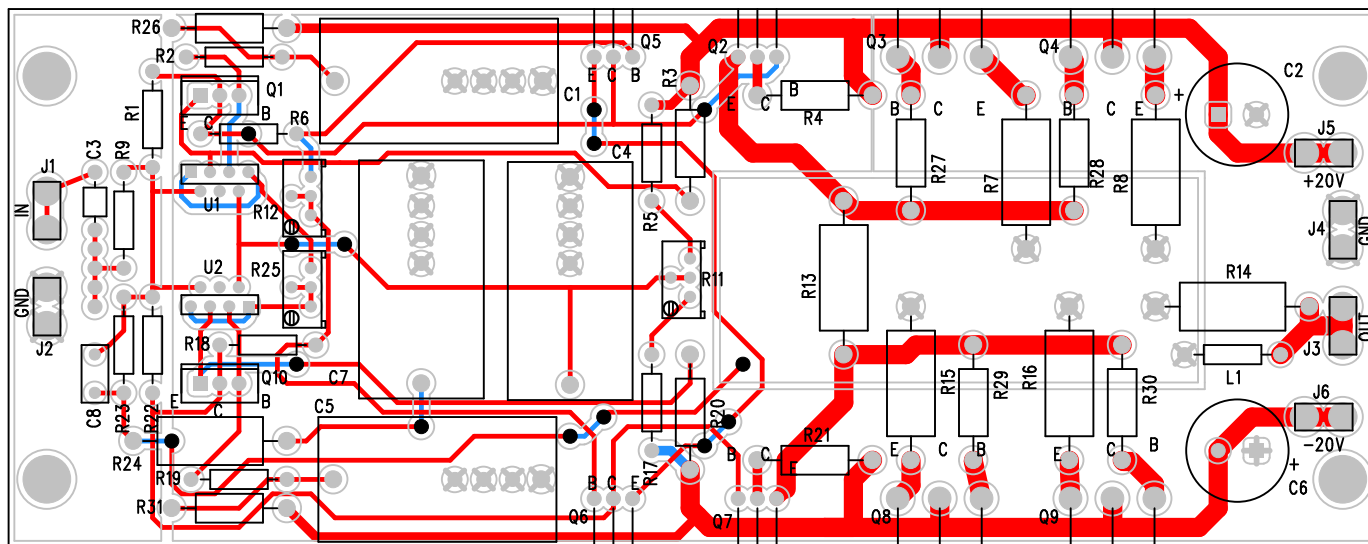 R26
Q5
Q2
Q3
Q4
R2
C2
R3
R1
Q1
E
C
B
E
C
B
C1
E
C
B
R4
B
C
E
B
C
E
+
R6
J1
C3
R9
C4
R27
R7
R28
R8
J5
+20V
IN
U1
R12
R5
J4
GND
U2
R25
R11
R13
R14
GND
J2
R18
OUT
J3
Q10
C7
R15
R29
R16
R30
L1
E
C
B
C8
R23
R22
C5
R20
J6
-20V
R24
R21
E
C
B
E
C
B
R19
R17
C
E
B
C
E
B
+
C6
R31
Q6
Q7
Q8
Q9